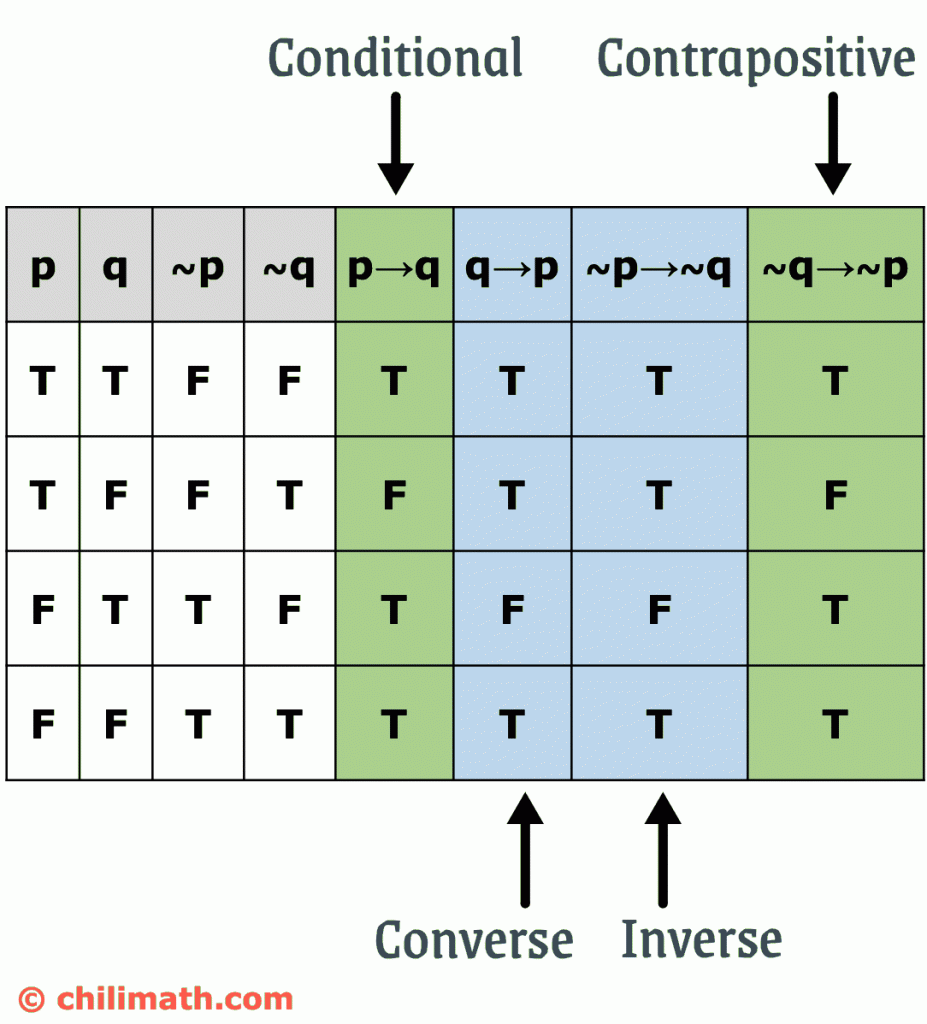 Conditional Contrapositive
p q ~p ~q p→q q→p ~p→~q ~q→~p
T T F F T T T T
T F F T F T T F
F T T F T F F T
F F T T T T T T
Converse Inverse
© chilimath.com